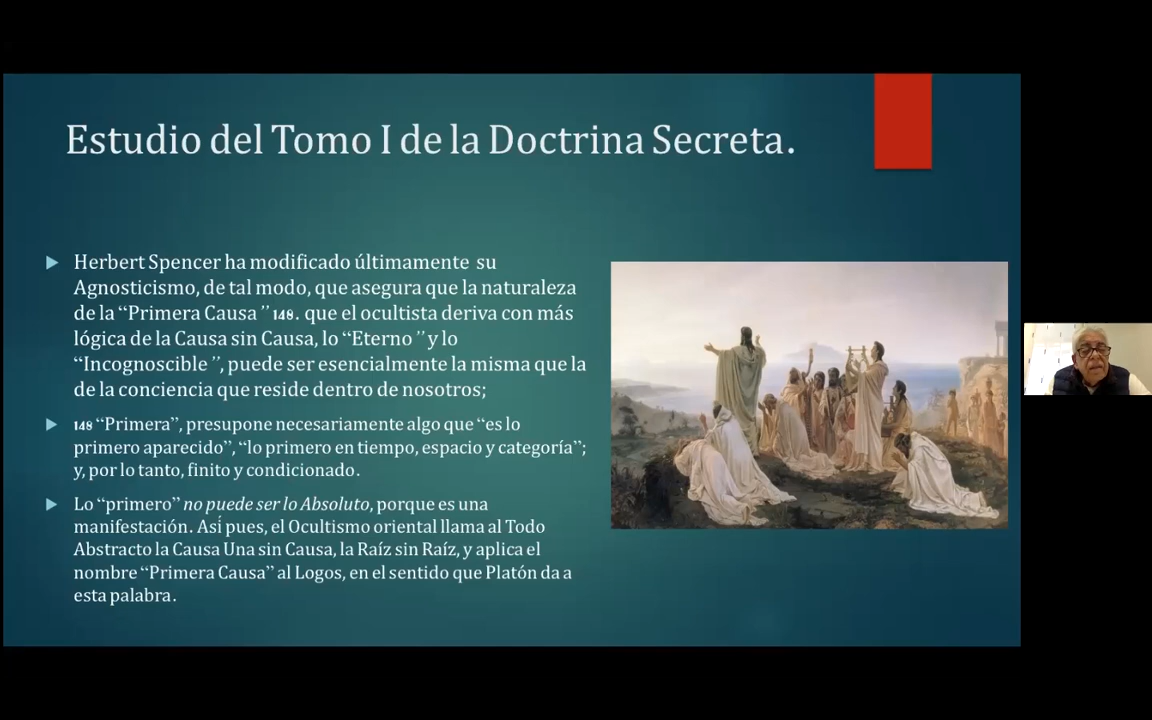 Estudio del Tomo I de la Doctrina Secreta.
Herbert Spencer ha modificado últimamente su
Agnosticismo, de tal modo, que asegura que la naturaleza
de la “Primera Causa” 148. que el ocultista deriva con más
lógica de la Causa sin Causa, lo “Eterno” y lo
“Incognoscible”, puede ser esencialmente la misma que la
de la conciencia que reside dentro de nosotros;
148 “Primera”, presupone necesariamente algo que “es lo
primero aparecido”, “lo primero en tiempo, espacio y categoría”;
y, por lo tanto, finito y condicionado.
Lo “primero” no puede ser lo Absoluto, porque es una
manifestación. Así pues, el Ocultismo oriental llama al Todo
Abstracto la Causa Una sin Causa, la Raíz sin Raíz, y aplica el
nombre “Primera Causa” al Logos, en el sentido que Platón da a
esta palabra.